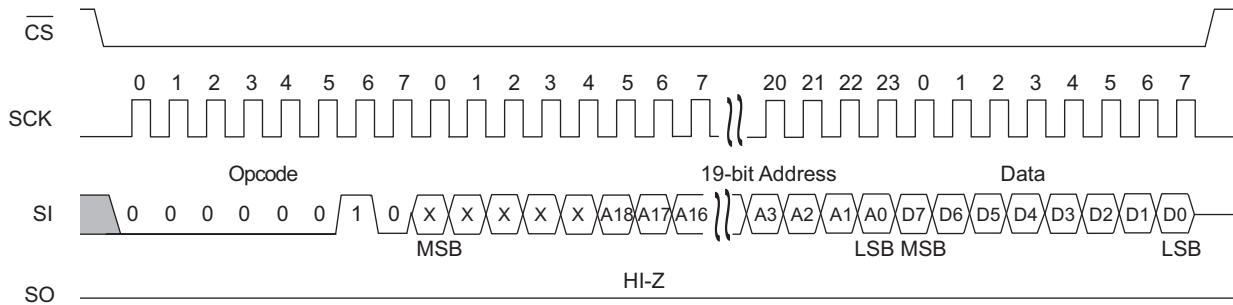 CS
0 1 2 3 4 5 6 7 0 1 2 3 4 5 6 7 20 21 22 23 0 1 2 3 4 5 6 7
SCK
Opcode 19-bit Address Data
SI 0 0 0 0 0 0 1 0 X X X X X A18 A17 A16 A3 A2 A1 A0 D7 D6 D5 D4 D3 D2 D1 D0
MSB LSB MSB LSB
HI-Z
SO